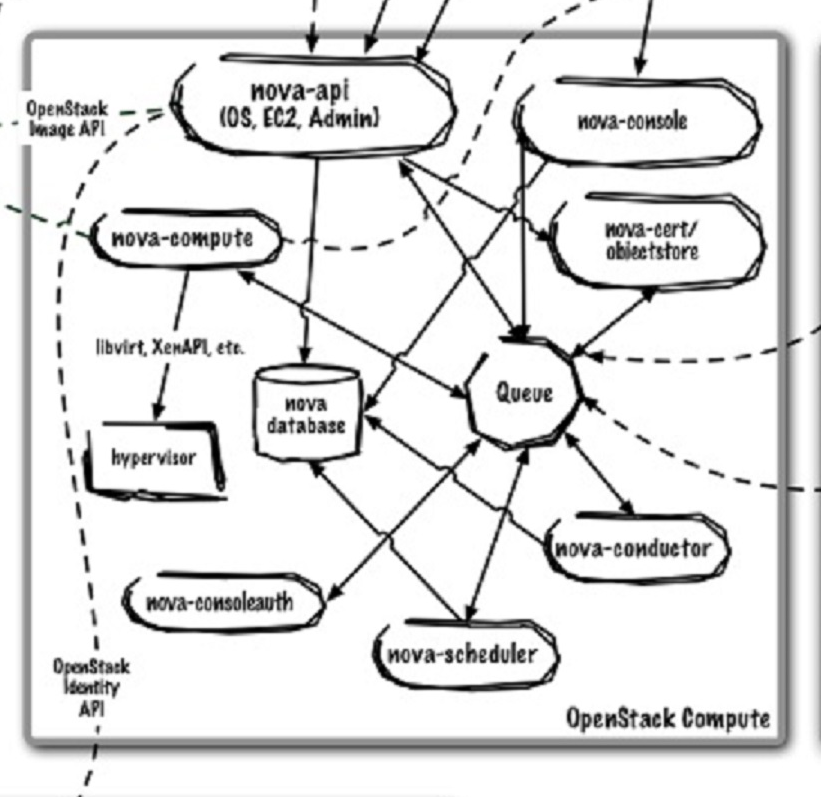 nova-api
(OS, EC2, Admin)
nova-console
OpenStack
Image API
nova-compute
nova-cert/
objectstore
libvirt, XenAPI, etc.
nova
database
Queue
hypervisor
nova-conductor
nova-consoleauth
nova-scheduler
OpenStack
Identity
API
OpenStack Compute